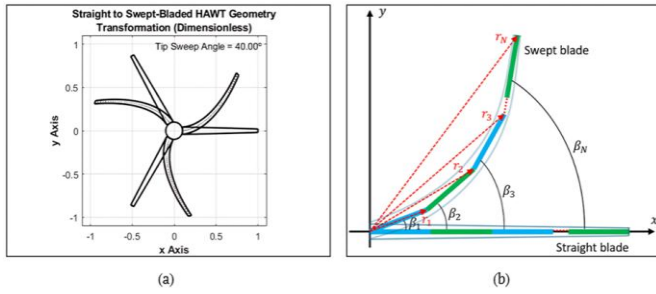 Straight to Swept-Bladed HAWT Geometry
Transformation (Dimensionless)
Tip Sweep Angle = 40.00º
1
0.5
0
-0.5
-1
y Axis
-1 -0.5 0 0.5 1
x Axis
(a)
y
r_N
Swept blade
r_3
r_2
β_N
r_1
β_1
β_2
β_3
x
Straight blade
(b)